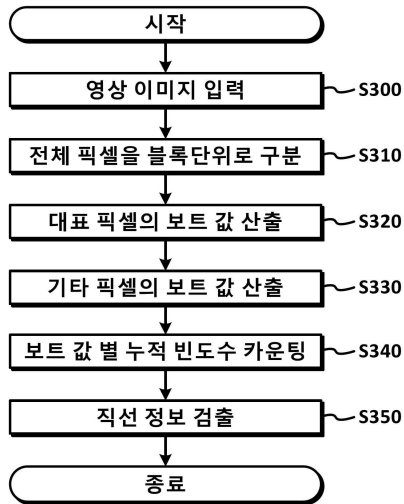 시작
영상 이미지 입력 S300
전체 픽셀을 블록단위로 구분 S310
대표 픽셀의 보트 값 산출 S320
기타 픽셀의 보트 값 산출 S330
보트 값 별 누적 빈도수 카운팅 S340
직선 정보 검출 S350
종료